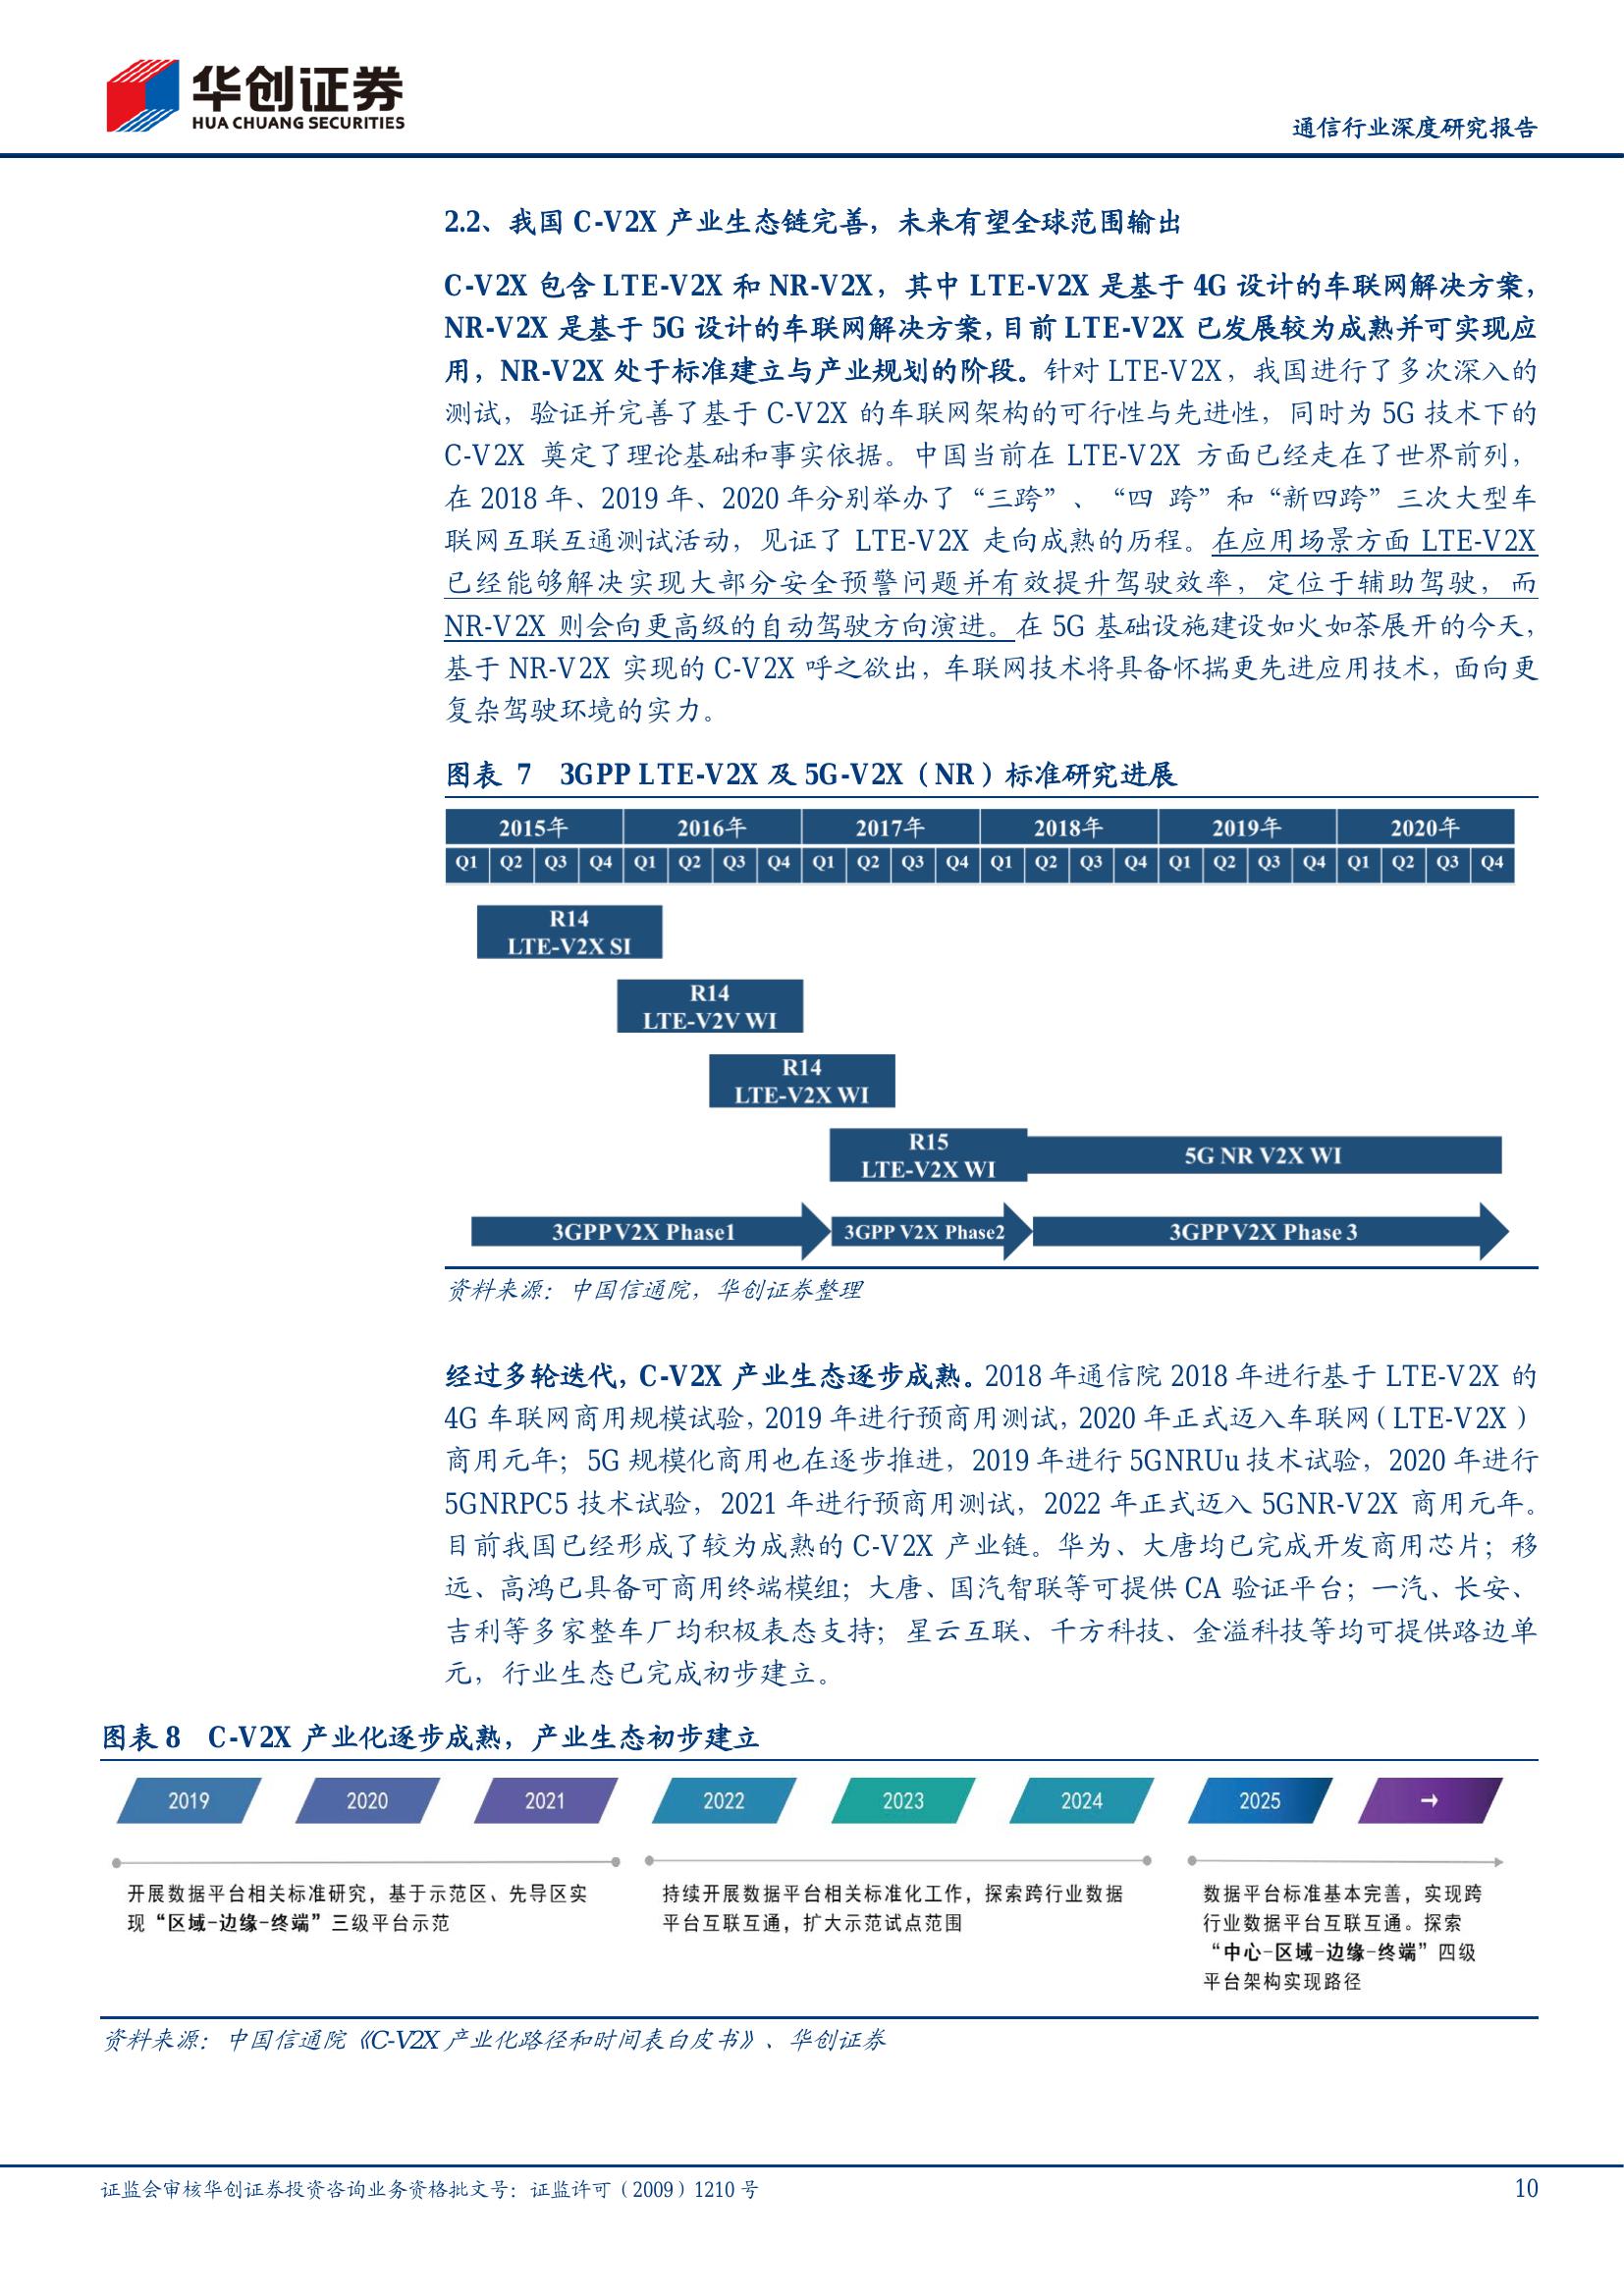 华创证券
HUA CHUANG SECURITIES
通信行业深度研究报告
2.2、我国 C-V2X 产业生态链完善，未来有望全球范围输出
C-V2X 包含 LTE-V2X 和 NR-V2X，其中 LTE-V2X 是基于 4G 设计的车联网解决方案，
NR-V2X 是基于 5G 设计的车联网解决方案，目前 LTE-V2X 已发展较为成熟并可实现应
用，NR-V2X 处于标准建立与产业规划的阶段。针对 LTE-V2X，我国进行了多次深入的
测试，验证并完善了基于 C-V2X 的车联网架构的可行性与先进性，同时为 5G 技术下的
C-V2X 奠定了理论基础和事实依据。中国当前在 LTE-V2X 方面已经走在了世界前列，
在 2018 年、2019 年、2020 年分别举办了“三跨”、“四 跨”和“新四跨”三次大型车
联网互联互通测试活动，见证了 LTE-V2X 走向成熟的历程。在应用场景方面 LTE-V2X
已经能够解决实现大部分安全预警问题并有效提升驾驶效率，定位于辅助驾驶，而
NR-V2X 则会向更高级的自动驾驶方向演进。在 5G 基础设施建设如火如荼展开的今天，
基于 NR-V2X 实现的 C-V2X 呼之欲出，车联网技术将具备怀揣更先进应用技术，面向更
复杂驾驶环境的实力。
图表 7 3GPP LTE-V2X 及 5G-V2X（NR）标准研究进展
2015年 2016年 2017年 2018年 2019年 2020年
Q1 Q2 Q3 Q4 Q1 Q2 Q3 Q4 Q1 Q2 Q3 Q4 Q1 Q2 Q3 Q4 Q1 Q2 Q3 Q4 Q1 Q2 Q3 Q4
R14
LTE-V2X SI
R14
LTE-V2V WI
R14
LTE-V2X WI
R15
LTE-V2X WI
5G NR V2X WI
3GPP V2X Phase1 3GPP V2X Phase2 3GPP V2X Phase 3
资料来源：中国信通院，华创证券整理
经过多轮迭代，C-V2X 产业生态逐步成熟。2018 年通信院 2018 年进行基于 LTE-V2X 的
4G 车联网商用规模试验，2019 年进行预商用测试，2020 年正式迈入车联网（LTE-V2X）
商用元年；5G 规模化商用也在逐步推进，2019 年进行 5GNRUu 技术试验，2020 年进行
5GNRPC5 技术试验，2021 年进行预商用测试，2022 年正式迈入 5GNR-V2X 商用元年。
目前我国已经形成了较为成熟的 C-V2X 产业链。华为、大唐均已完成开发商用芯片；移
远、高鸿已具备可商用终端模组；大唐、国汽智联等可提供 CA 验证平台；一汽、长安、
吉利等多家整车厂均积极表态支持；星云互联、千方科技、金溢科技等均可提供路边单
元，行业生态已完成初步建立。
图表 8 C-V2X 产业化逐步成熟，产业生态初步建立
2019 2020 2021 2022 2023 2024 2025 →
开展数据平台相关标准研究，基于示范区、先导区实
现“区域-边缘-终端”三级平台示范
持续开展数据平台相关标准化工作，探索跨行业数据
平台互联互通，扩大示范试点范围
数据平台标准基本完善，实现跨
行业数据平台互联互通。探索
“中心-区域-边缘-终端”四级
平台架构实现路径
资料来源：中国信通院《C-V2X 产业化路径和时间表白皮书》、华创证券
证监会审核华创证券投资咨询业务资格批文号：证监许可（2009）1210 号
10